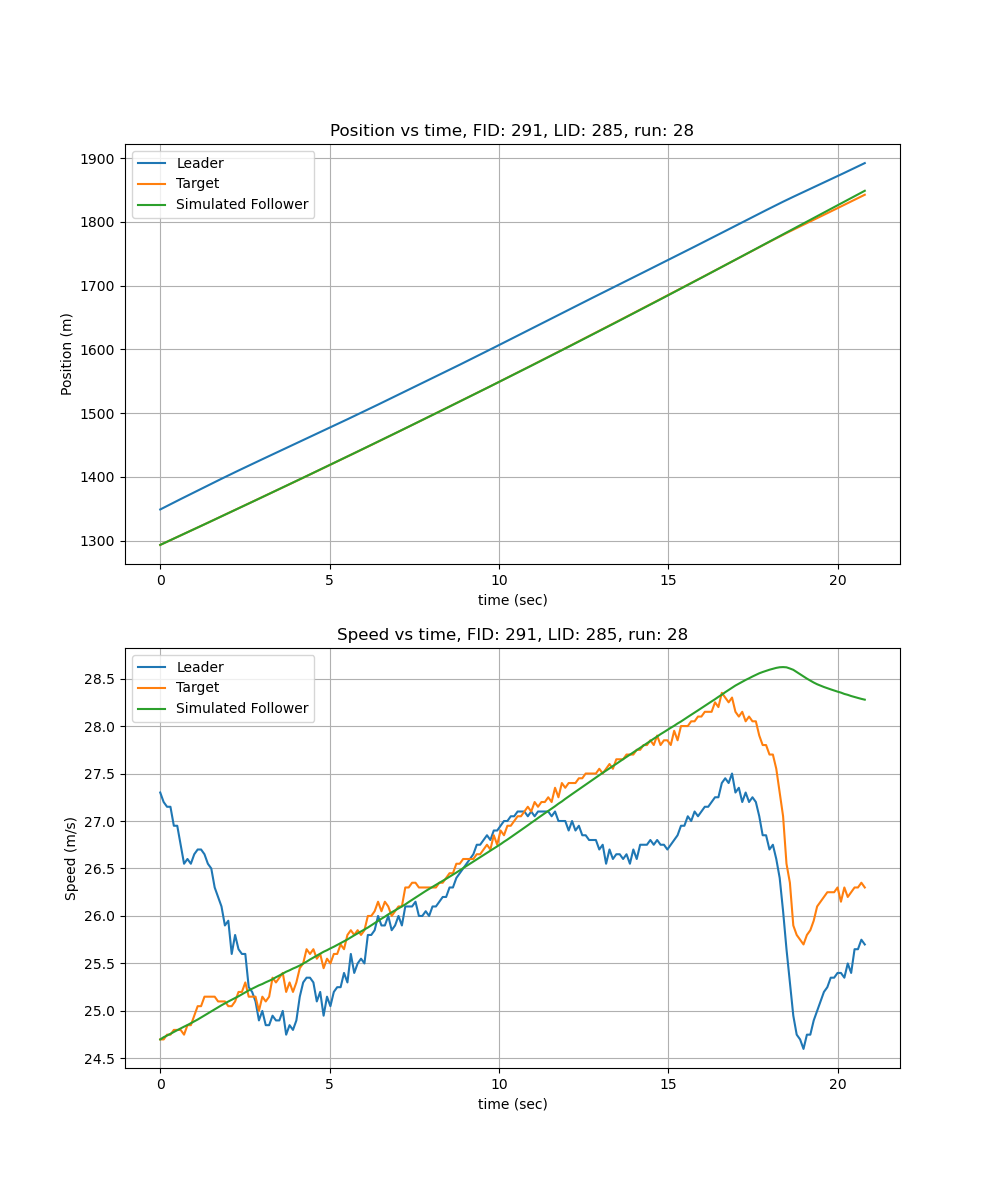 Position vs time, FID: 291, LID: 285, run: 28
Leader
Target
Simulated Follower
1900
1800
1700
1600
1500
1400
1300
Position (m)
0 5 10 15 20
time (sec)
Speed vs time, FID: 291, LID: 285, run: 28
Leader
Target
Simulated Follower
28.5
28.0
27.5
27.0
26.5
26.0
25.5
25.0
24.5
Speed (m/s)
0 5 10 15 20
time (sec)